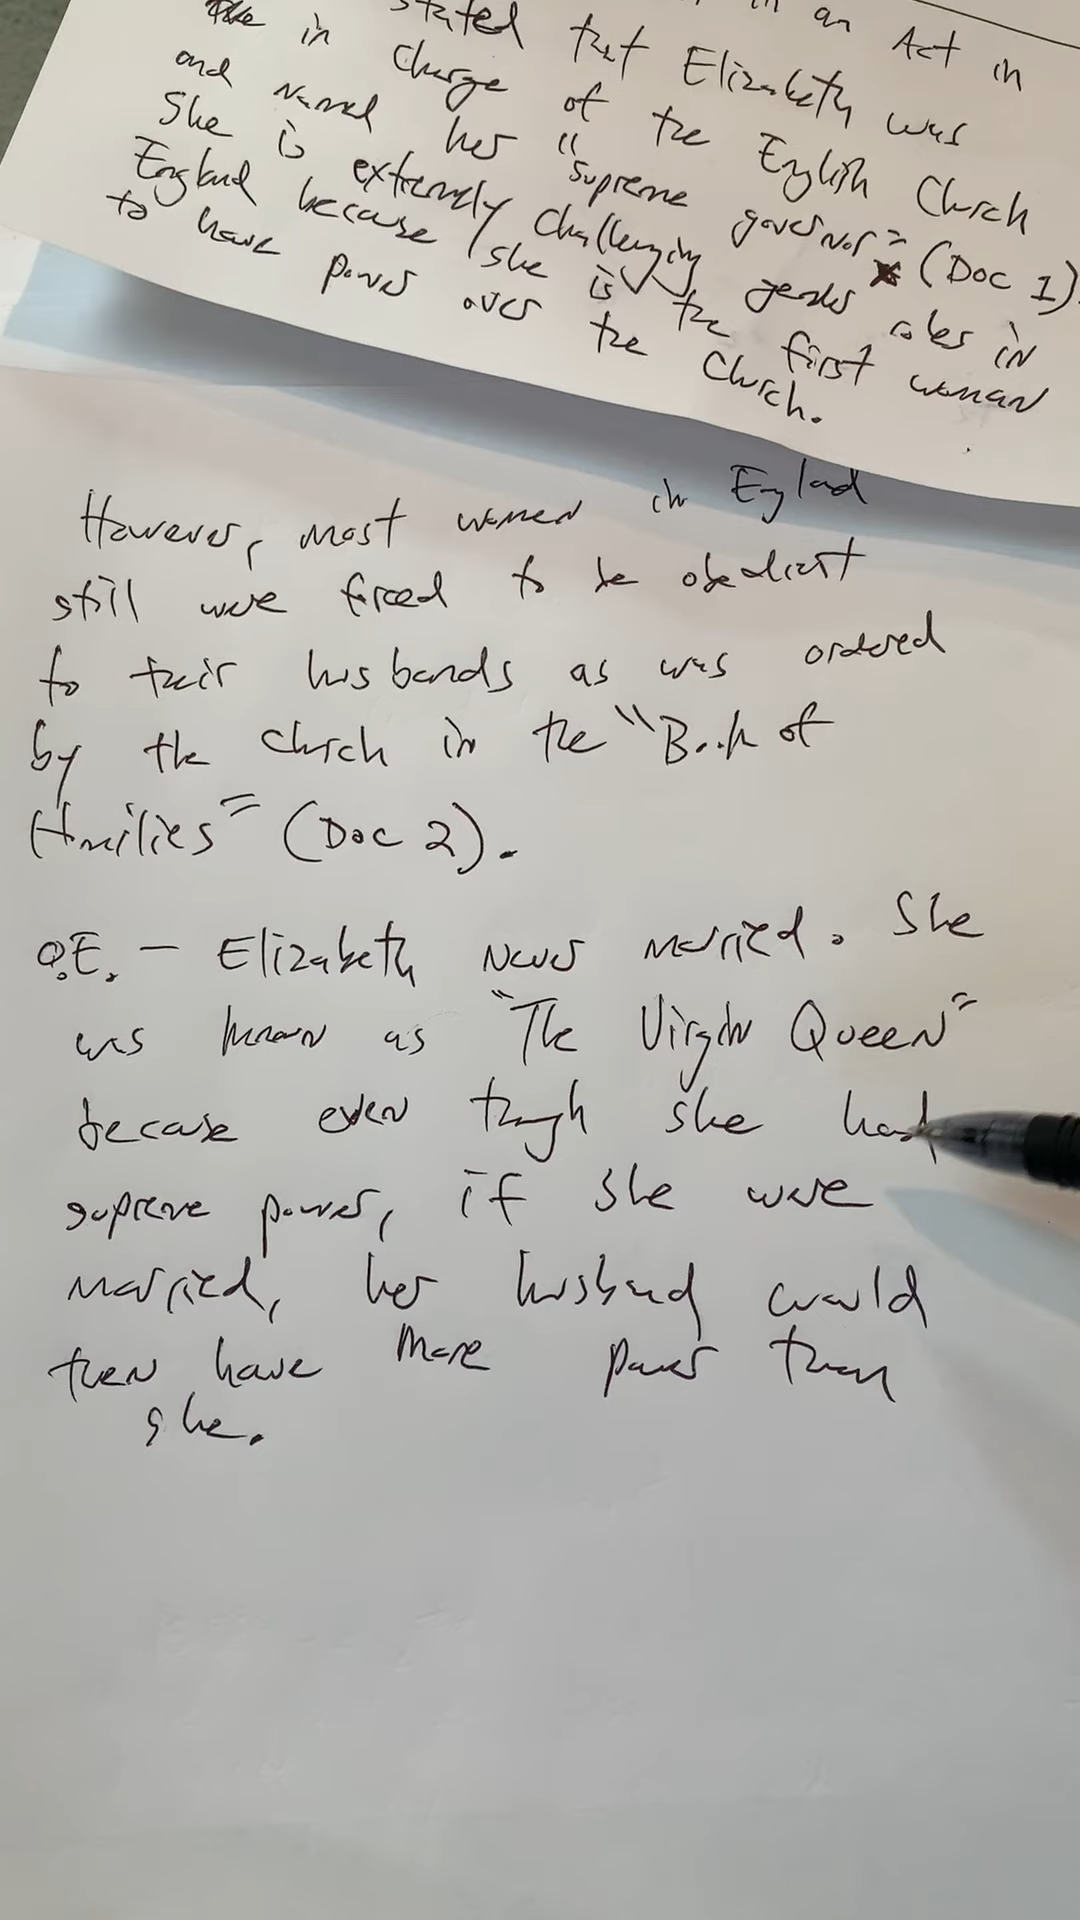 in an Act in
stated that Elizabeth was
in charge of the English Church
and named her "supreme governor" (Doc 1).
She is extremely challenging gender roles in
England because she is the first woman
to have power over the Church.
However, most women in England
still were forced to be obedient
to their husbands as was ordered
by the Church in the "Book of
Homilies" (Doc 2).
O.E. - Elizabeth never married. She
was known as "The Virgin Queen"
because even though she had
supreme power, if she were
married, her husband would
then have more power than
she.